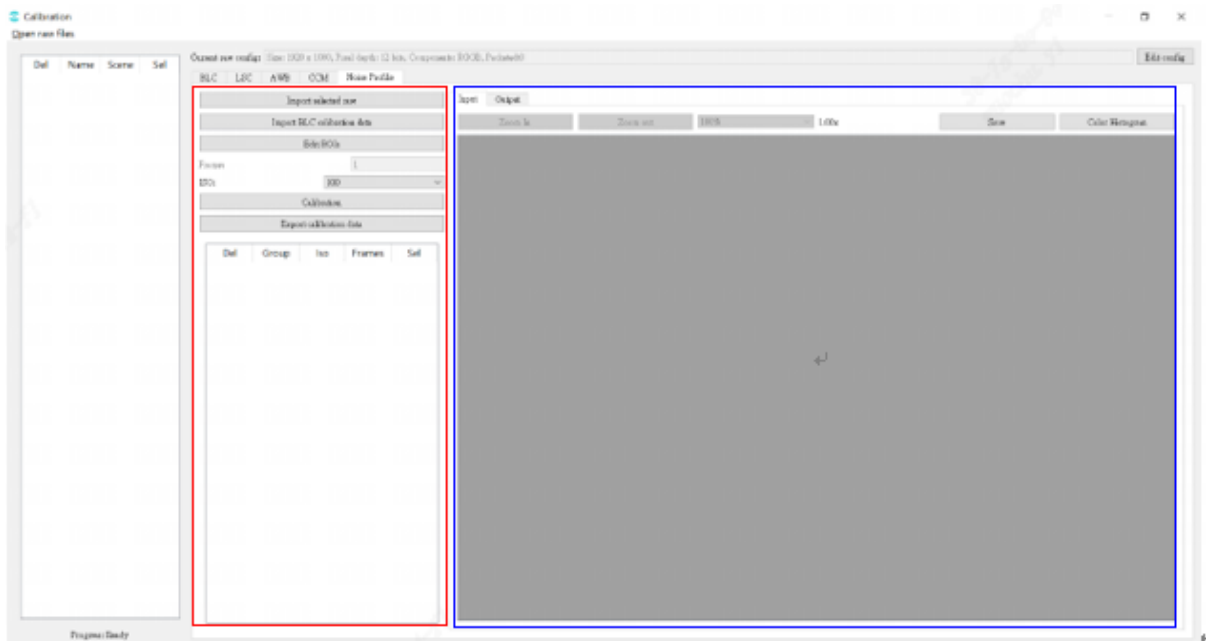 Calibration
Open raw files
Del Name Scene Sel
Current raw config: Size: 1920 x 1080, Pixel depth: 12 bits, Components: RGGB,
Edit config
BLC LSC AWB CCM Noise Profile
Import selected raw
Import BLC calibration data
Edit ROIs
Frames 1
ISO: 100
Calibration
Export calibration data
Del Group Iso Frames Sel
Input Output
Zoom In Zoom out 100% 1.00x Save Color Histogram
Progress: Ready